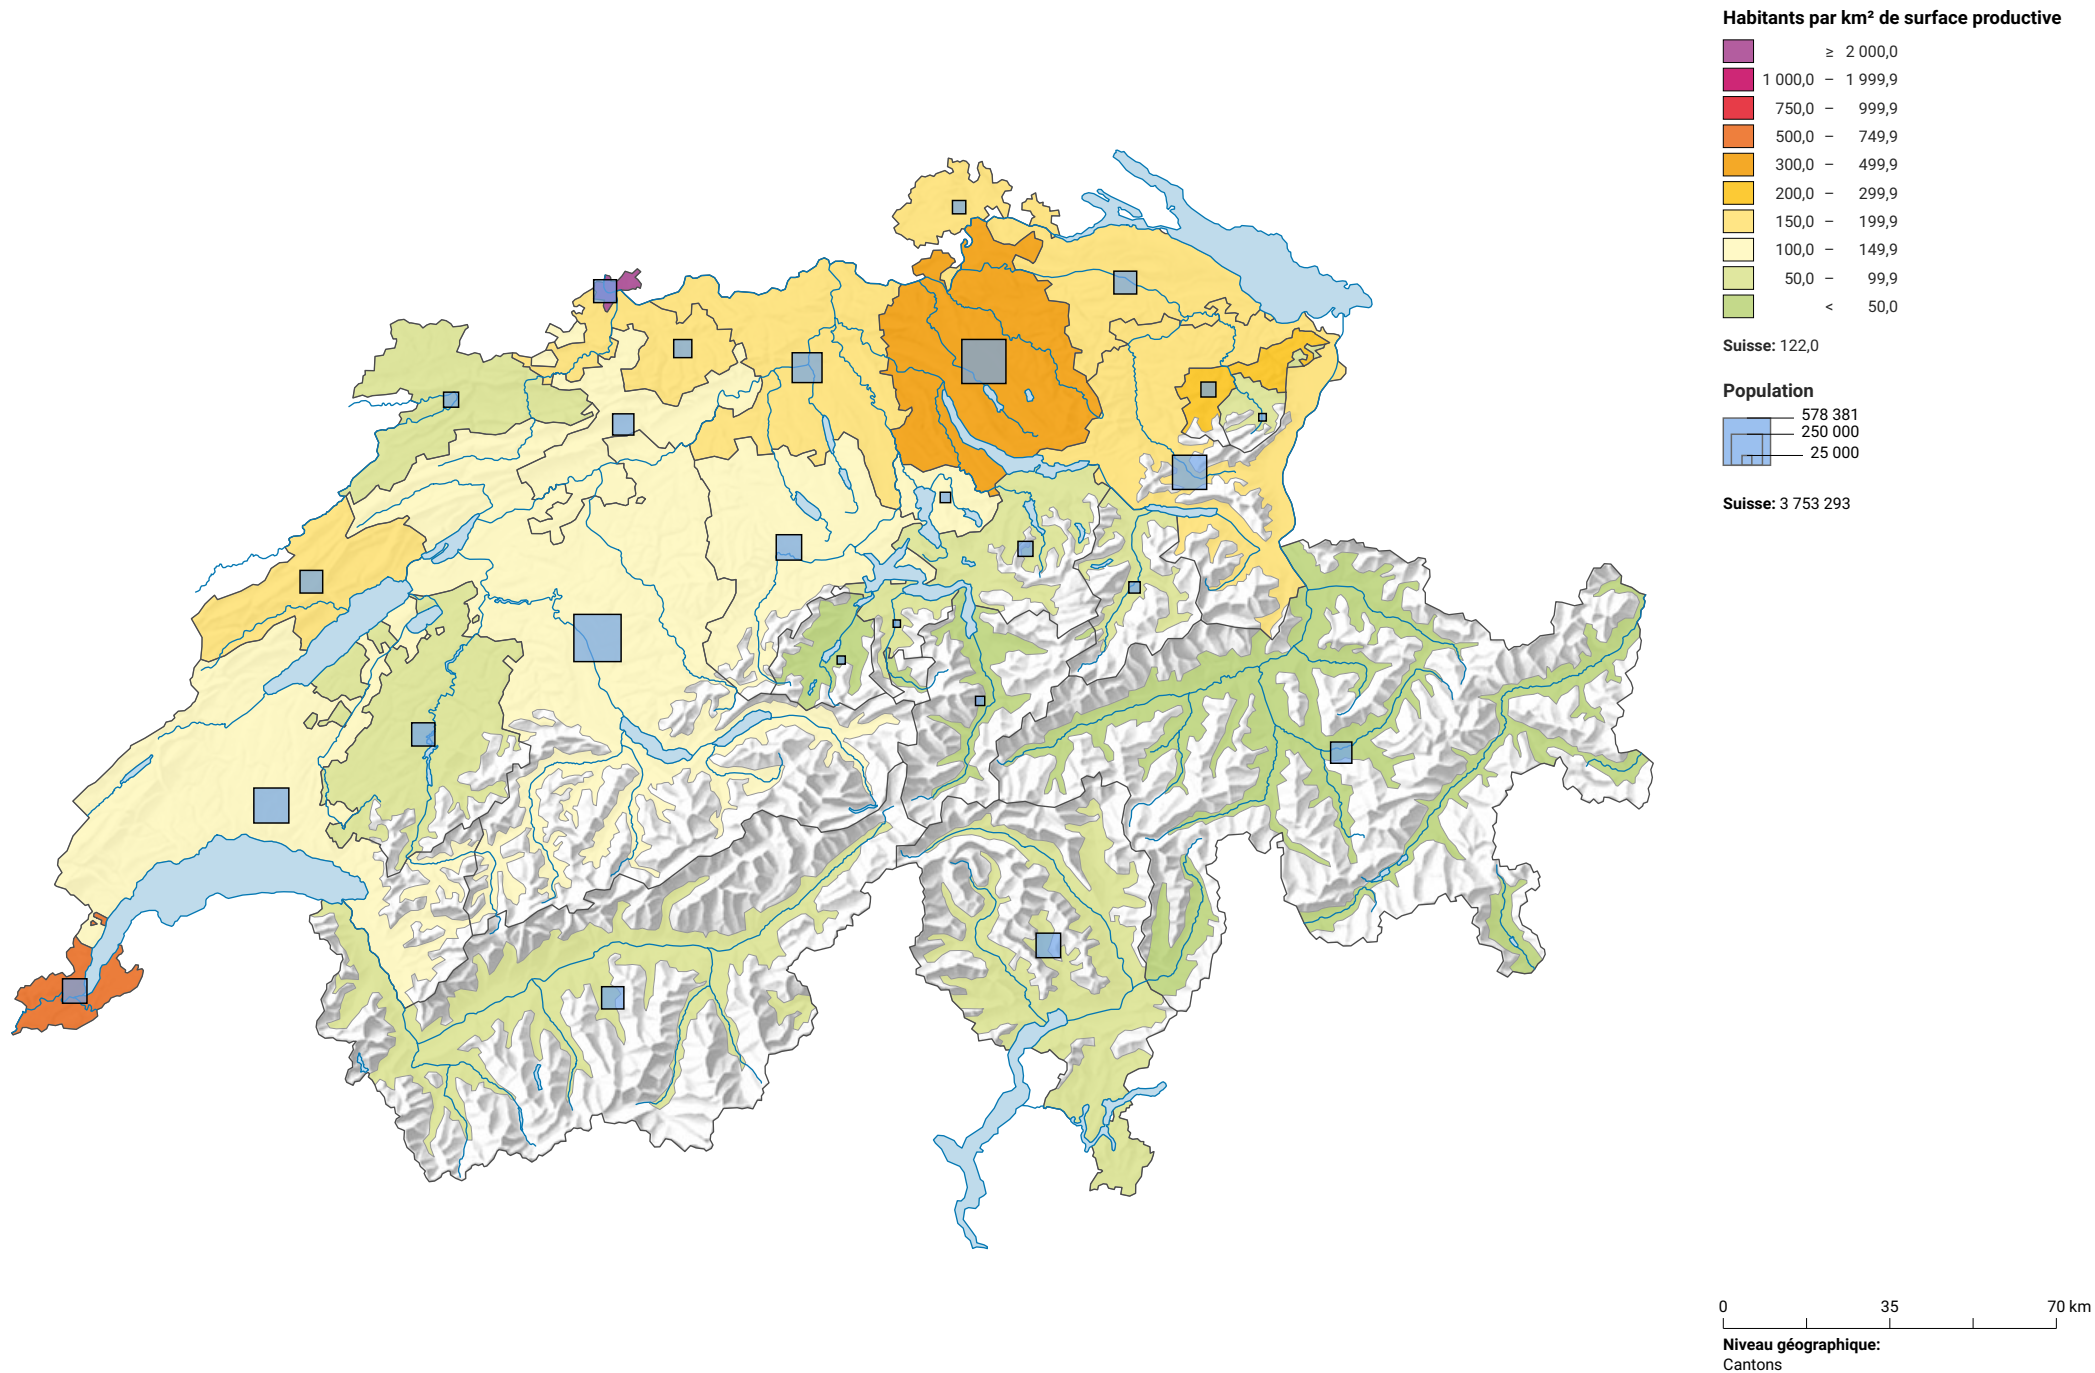 Habitants par km² de surface productive
≥ 2 000,0
1 000,0 – 1 999,9
750,0 – 999,9
500,0 – 749,9
300,0 – 499,9
200,0 – 299,9
150,0 – 199,9
100,0 – 149,9
50,0 – 99,9
< 50,0
Suisse: 122,0
Population
578 381
250 000
25 000
Suisse: 3 753 293
0 35 70 km
Niveau géographique:
Cantons